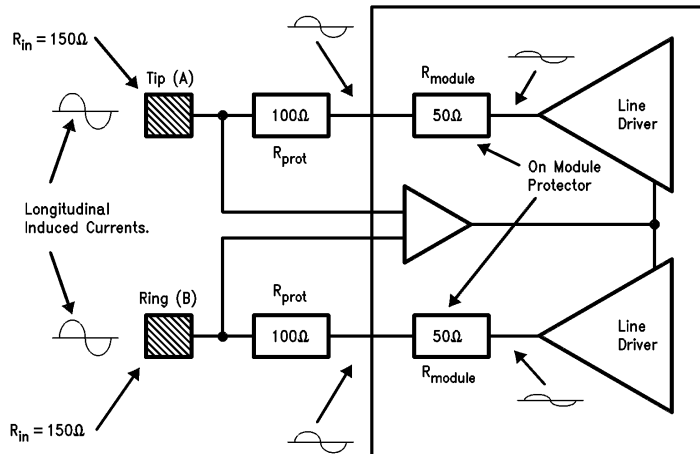 R_in = 150Ω
Tip (A)
100Ω
R_prot
R_module
50Ω
Line
Driver
On Module
Protector
Longitudinal
Induced Currents.
Ring (B)
R_prot
100Ω
50Ω
R_module
Line
Driver
R_in = 150Ω